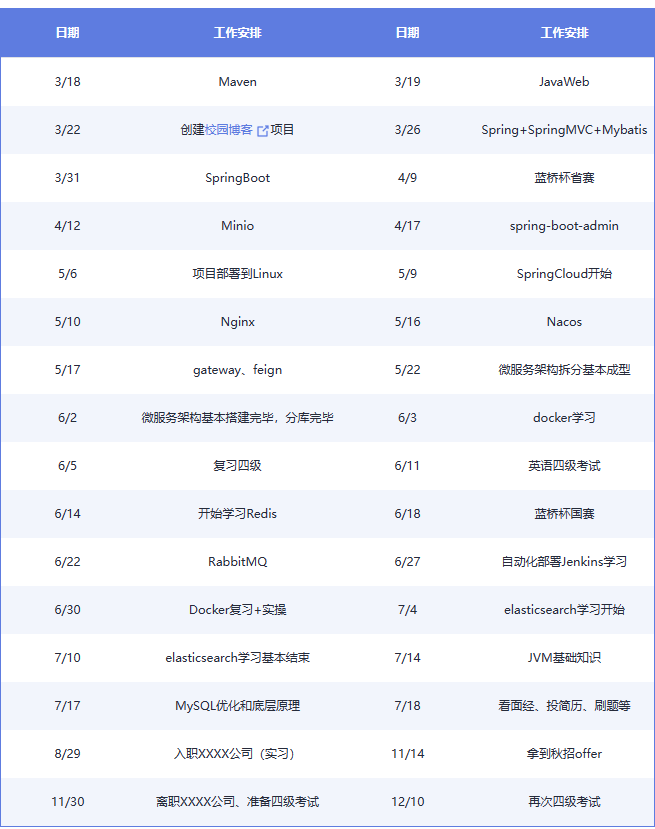 日期 工作安排 日期 工作安排
3/18 Maven 3/19 JavaWeb
3/22 创建校园博客项目 3/26 Spring+SpringMVC+Mybatis
3/31 SpringBoot 4/9 蓝桥杯省赛
4/12 Minio 4/17 spring-boot-admin
5/6 项目部署到Linux 5/9 SpringCloud开始
5/10 Nginx 5/16 Nacos
5/17 gateway、feign 5/22 微服务架构拆分基本成型
6/2 微服务架构基本搭建完毕，分库完毕 6/3 docker学习
6/5 复习四级 6/11 英语四级考试
6/14 开始学习Redis 6/18 蓝桥杯国赛
6/22 RabbitMQ 6/27 自动化部署Jenkins学习
6/30 Docker复习+实操 7/4 elasticsearch学习开始
7/10 elasticsearch学习基本结束 7/14 JVM基础知识
7/17 MySQL优化和底层原理 7/18 看面经、投简历、刷题等
8/29 入职XXXX公司（实习） 11/14 拿到秋招offer
11/30 离职XXXX公司、准备四级考试 12/10 再次四级考试